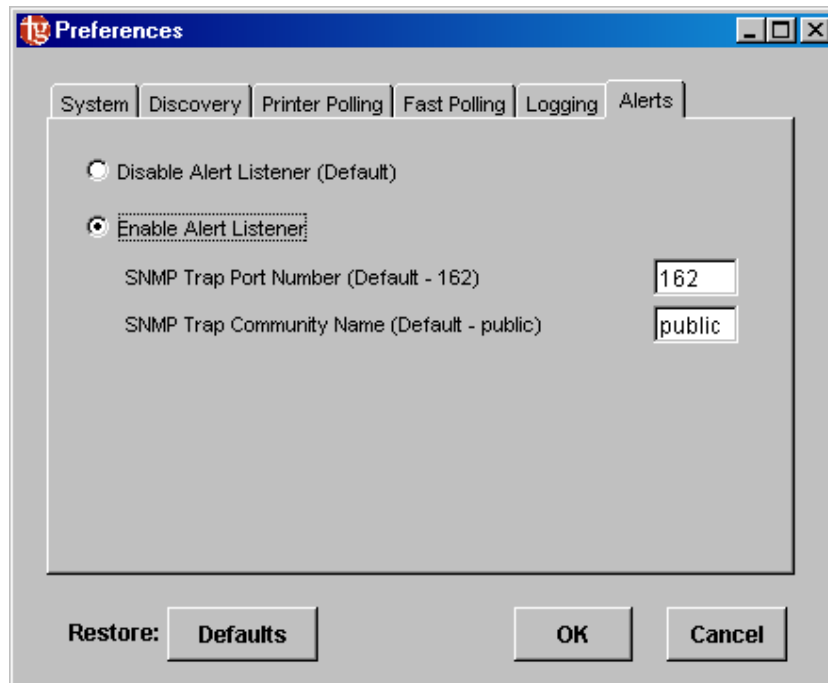 tg Preferences
System Discovery Printer Polling Fast Polling Logging Alerts
Disable Alert Listener (Default)
Enable Alert Listener
SNMP Trap Port Number (Default - 162) 162
SNMP Trap Community Name (Default - public) public
Restore: Defaults OK Cancel